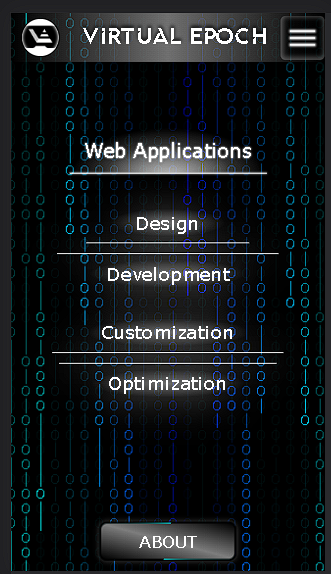 ViRTUAL EPOCH
Web Applications
Design
Development
Customization
Optimization
ABOUT